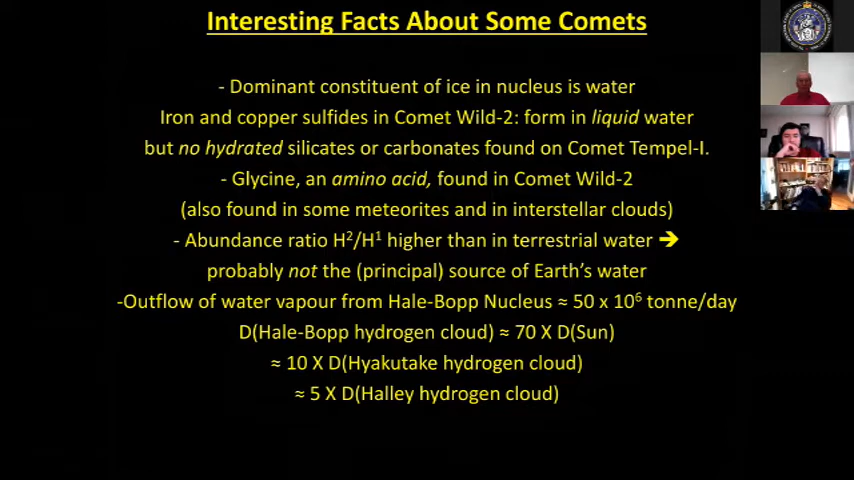 Interesting Facts About Some Comets
- Dominant constituent of ice in nucleus is water
Iron and copper sulfides in Comet Wild-2: form in liquid water
but no hydrated silicates or carbonates found on Comet Tempel-I.
- Glycine, an amino acid, found in Comet Wild-2
(also found in some meteorites and in interstellar clouds)
- Abundance ratio H²/H¹ higher than in terrestrial water ➔
probably not the (principal) source of Earth's water
-Outflow of water vapour from Hale-Bopp Nucleus ≈ 50 x 10⁶ tonne/day
D(Hale-Bopp hydrogen cloud) ≈ 70 X D(Sun)
≈ 10 X D(Hyakutake hydrogen cloud)
≈ 5 X D(Halley hydrogen cloud)